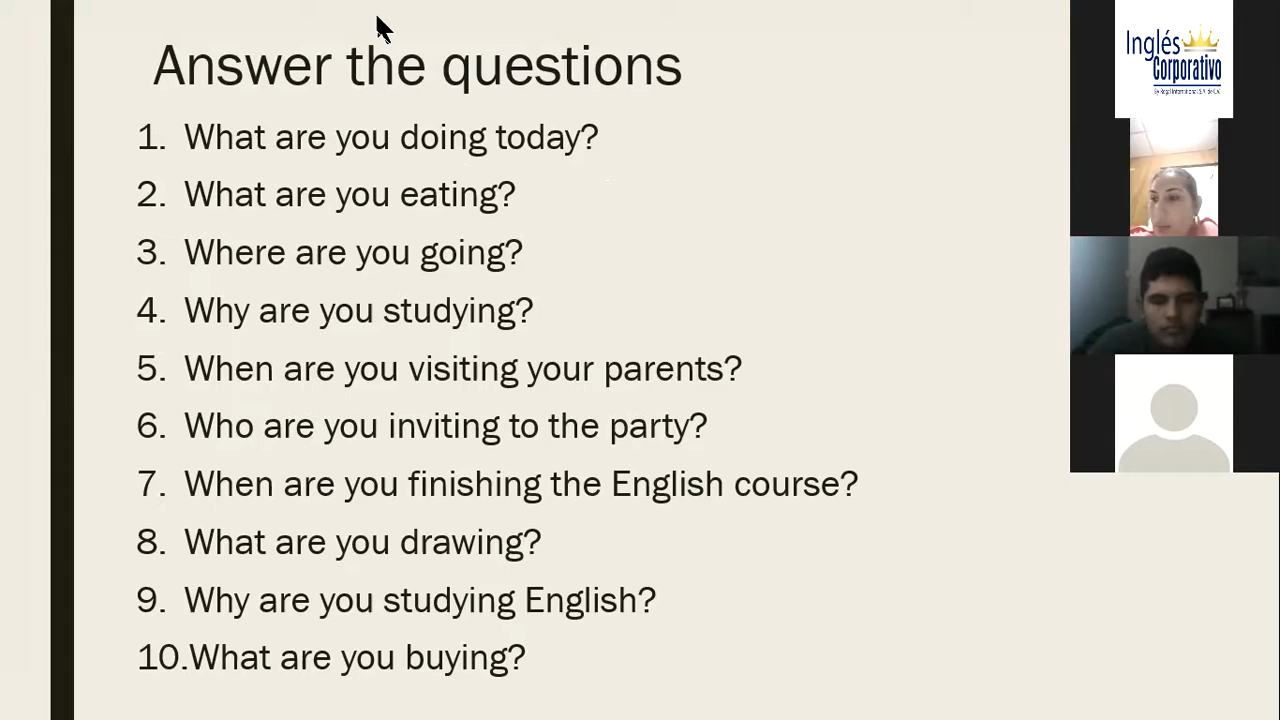 Answer the questions
1. What are you doing today?
2. What are you eating?
3. Where are you going?
4. Why are you studying?
5. When are you visiting your parents?
6. Who are you inviting to the party?
7. When are you finishing the English course?
8. What are you drawing?
9. Why are you studying English?
10.What are you buying?
Inglés
Corporativo